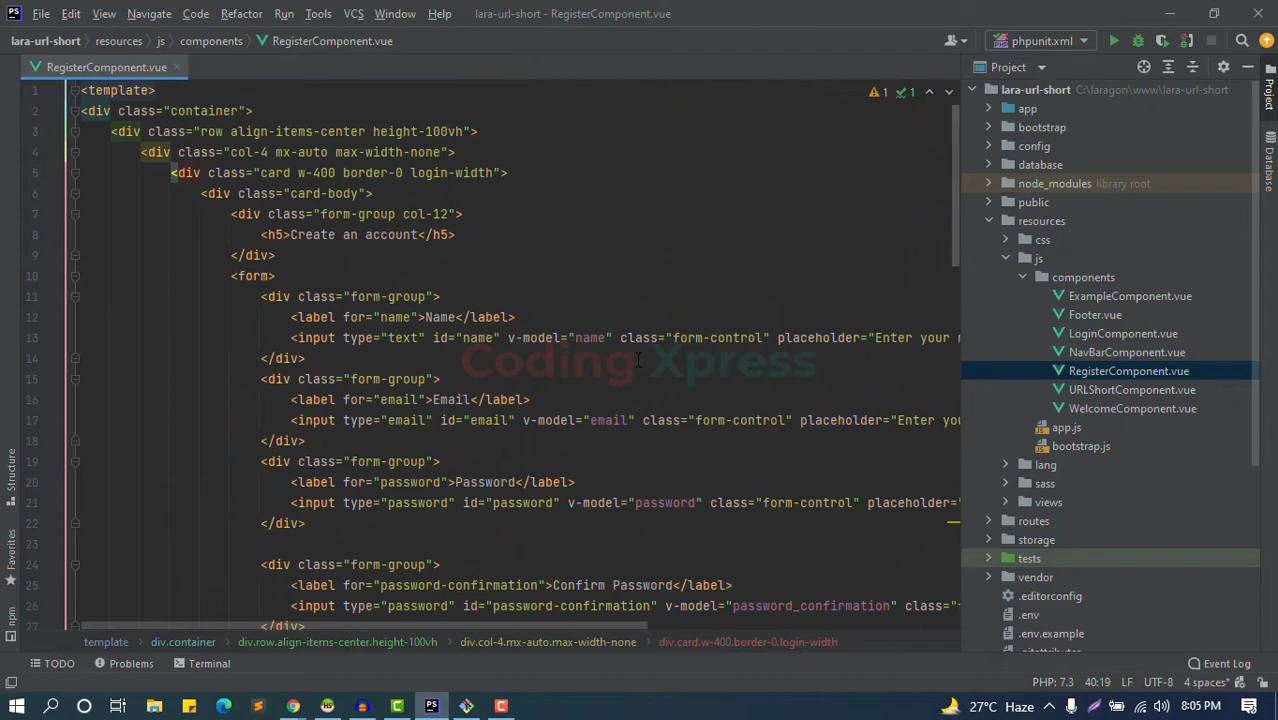 File Edit View Navigate Code Refactor Run Tools VCS Window Help lara-url-short - RegisterComponent.vue
lara-url-short resources js components RegisterComponent.vue phpunit.xml
RegisterComponent.vue
1 <template>
2 <div class="container">
3 <div class="row align-items-center height-100vh">
4 <div class="col-4 mx-auto max-width-none">
5 <div class="card w-400 border-0 login-width">
6 <div class="card-body">
7 <div class="form-group col-12">
8 <h5>Create an account</h5>
9 </div>
10 <form>
11 <div class="form-group">
12 <label for="name">Name</label>
13 <input type="text" id="name" v-model="name" class="form-control" placeholder="Enter your n
14 </div>
15 <div class="form-group">
16 <label for="email">Email</label>
17 <input type="email" id="email" v-model="email" class="form-control" placeholder="Enter yo
18 </div>
19 <div class="form-group">
20 <label for="password">Password</label>
21 <input type="password" id="password" v-model="password" class="form-control" placeholder=
22 </div>
23
24 <div class="form-group">
25 <label for="password-confirmation">Confirm Password</label>
26 <input type="password" id="password-confirmation" v-model="password_confirmation" class="
27 </div>
1 1
Coding Xpress
template div.container div.row.align-items-center.height-100vh div.col-4.mx-auto.max-width-none div.card.w-400.border-0.login-width
Project
lara-url-short C:\laragon\www\lara-url-short
app
bootstrap
config
database
node_modules library root
public
resources
css
js
components
ExampleComponent.vue
Footer.vue
LoginComponent.vue
NavBarComponent.vue
RegisterComponent.vue
URLShortComponent.vue
WelcomeComponent.vue
app.js
bootstrap.js
lang
sass
views
routes
storage
tests
vendor
.editorconfig
.env
.env.example
.gitattributes
Project
Database
Structure
Favorites
npm
TODO Problems Terminal Event Log
PHP: 7.3 40:19 LF UTF-8 4 spaces*
27°C Haze 8:05 PM